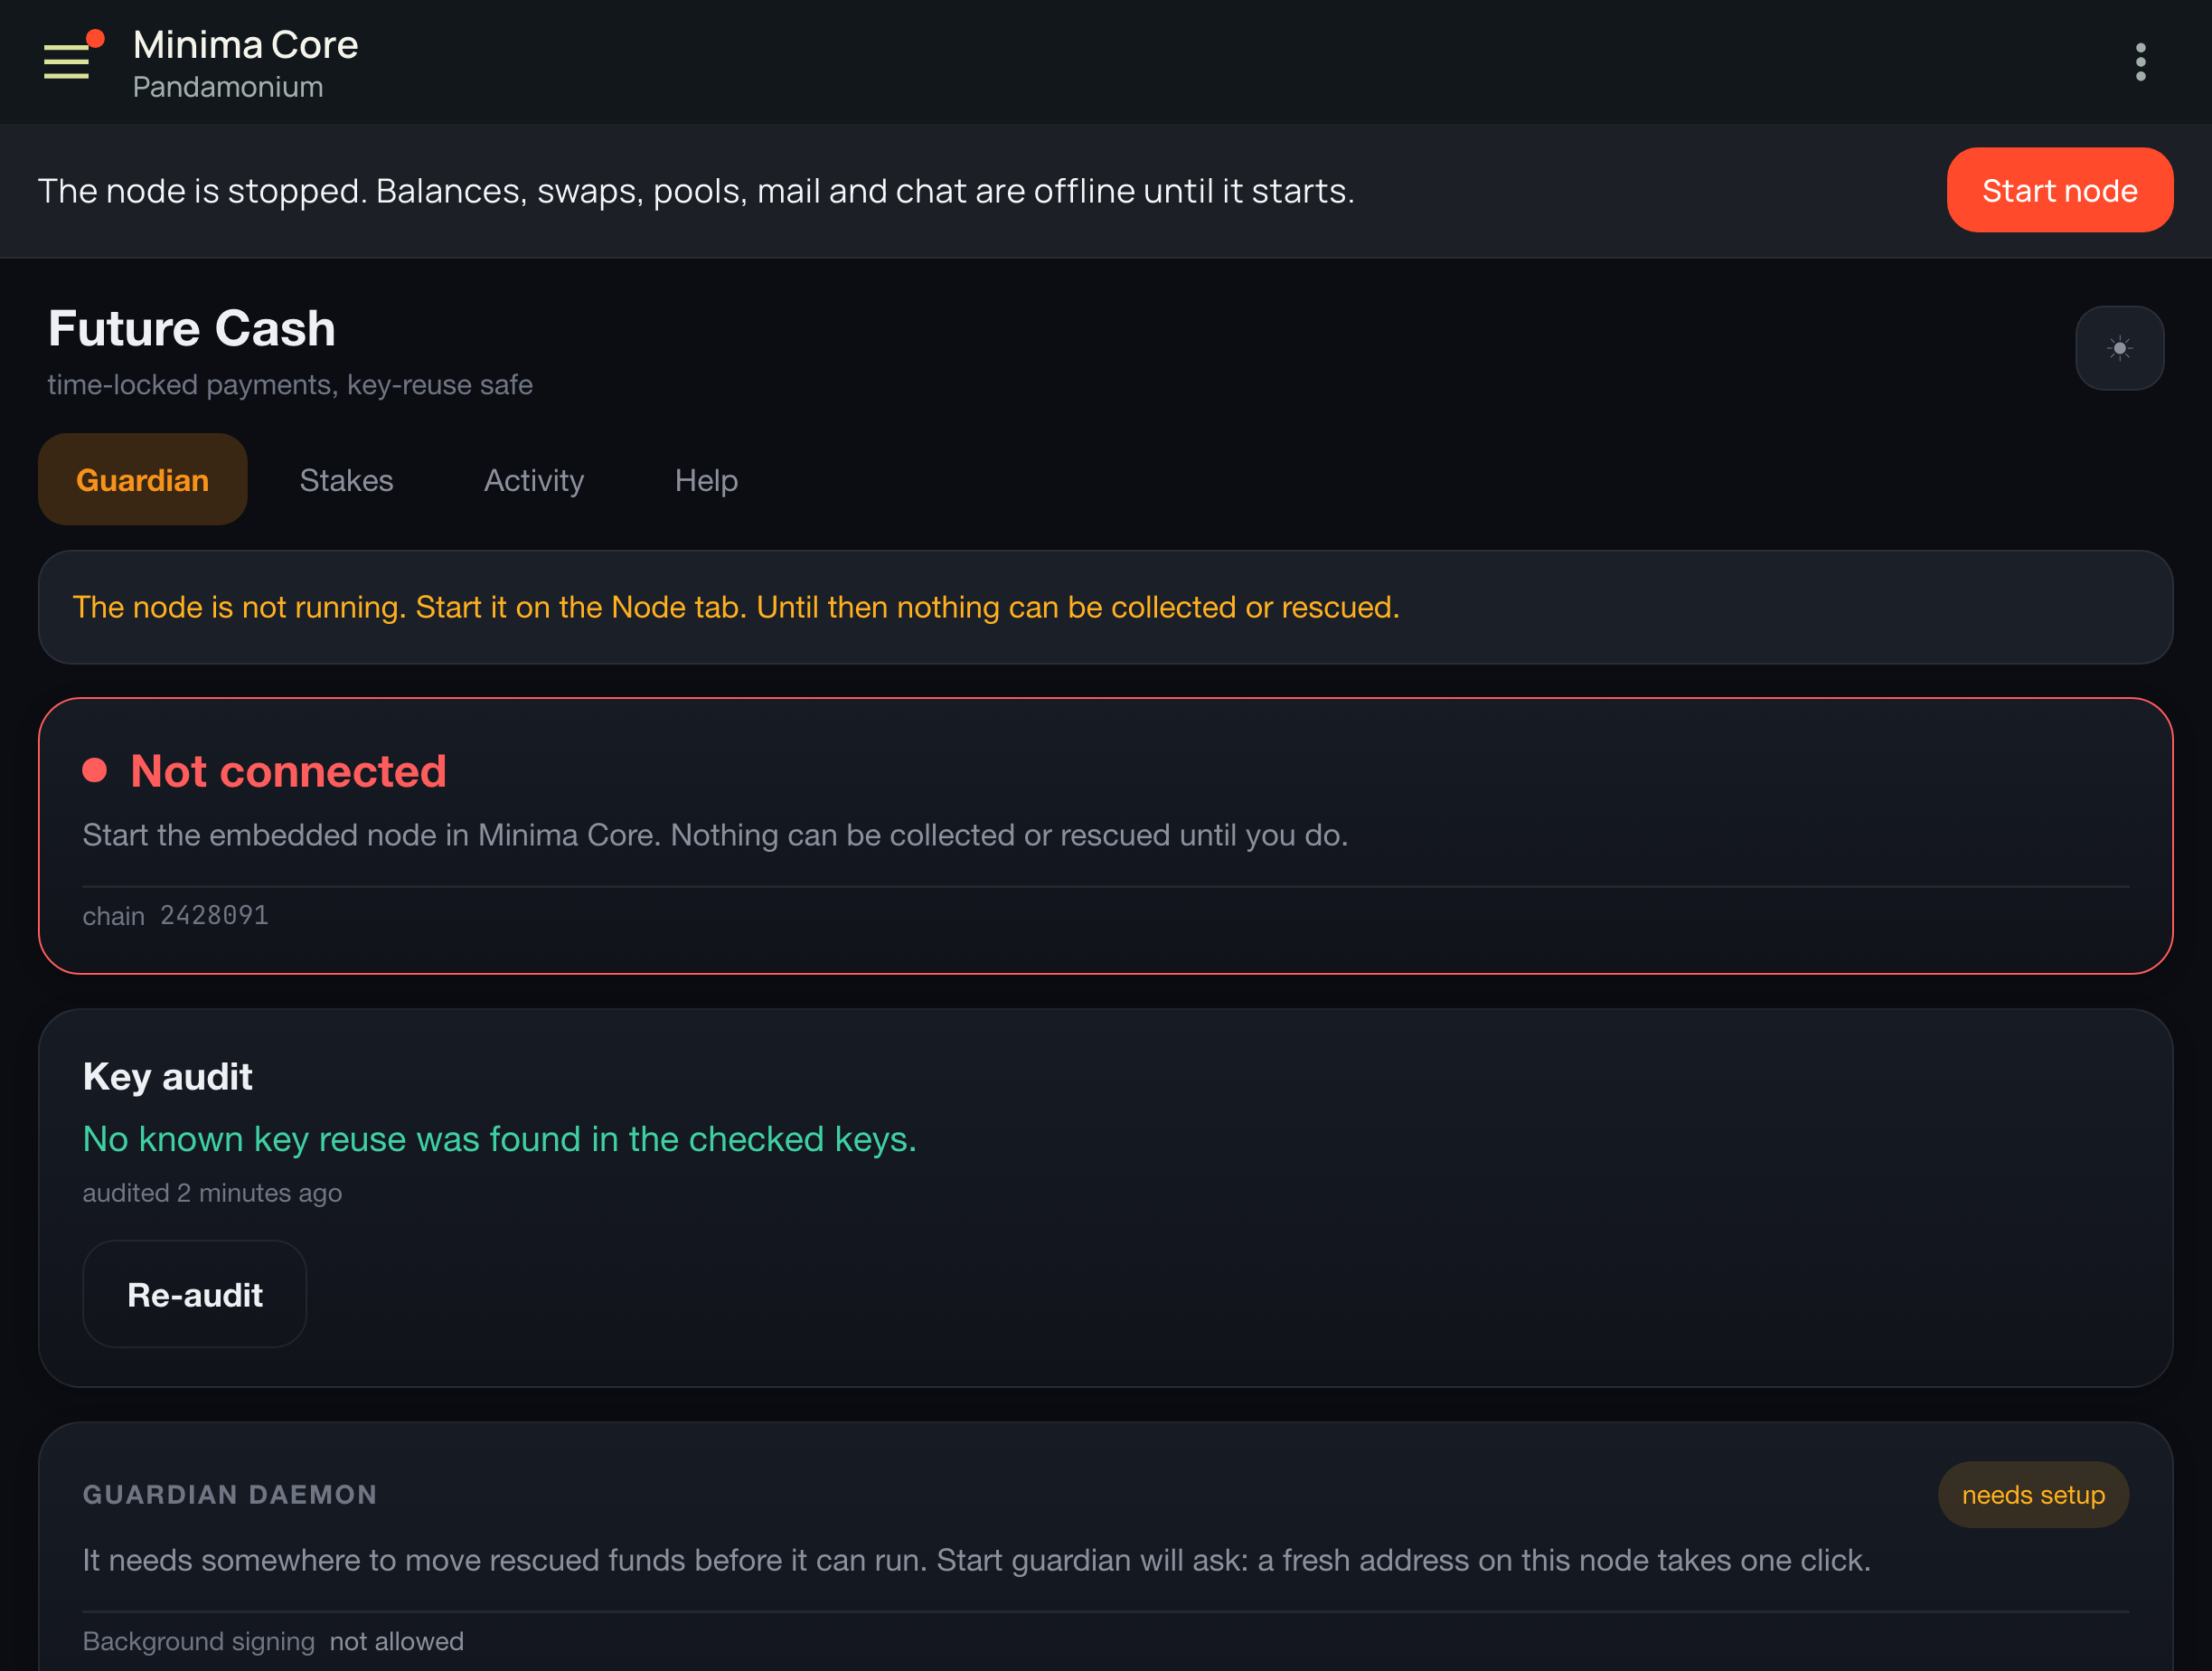 Minima Core
Pandamonium
The node is stopped. Balances, swaps, pools, mail and chat are offline until it starts.
Start node
Future Cash
time-locked payments, key-reuse safe
Guardian
Stakes
Activity
Help
The node is not running. Start it on the Node tab. Until then nothing can be collected or rescued.
Not connected
Start the embedded node in Minima Core. Nothing can be collected or rescued until you do.
chain 2428091
Key audit
No known key reuse was found in the checked keys.
audited 2 minutes ago
Re-audit
GUARDIAN DAEMON
needs setup
It needs somewhere to move rescued funds before it can run. Start guardian will ask: a fresh address on this node takes one click.
Background signing not allowed